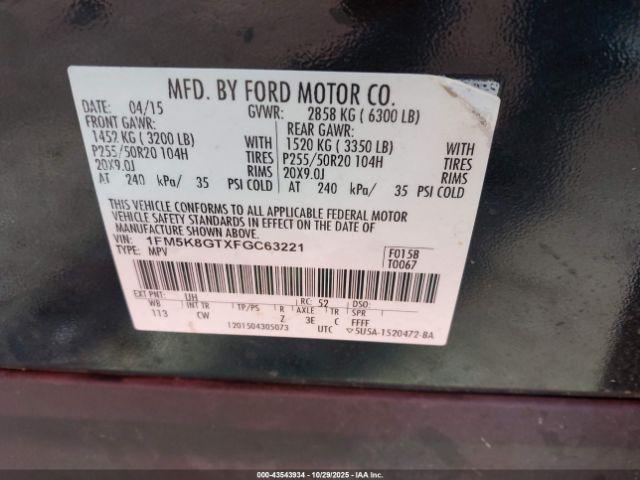 MFD. BY FORD MOTOR CO.
DATE: 04/15 GVWR: 2858 KG ( 6300 LB)
FRONT GAWR: REAR GAWR:
1452 KG ( 3200 LB) WITH 1520 KG ( 3350 LB) WITH
P255/50R20 104H TIRES P255/50R20 104H TIRES
20X9.0J RIMS 20X9.0J RIMS
AT 240 kPa/ 35 PSI COLD AT 240 kPa/ 35 PSI COLD
THIS VEHICLE CONFORMS TO ALL APPLICABLE FEDERAL MOTOR
VEHICLE SAFETY STANDARDS IN EFFECT ON THE DATE OF
MANUFACTURE SHOWN ABOVE.
VIN: 1FM5K8GTXFGC63221
TYPE: MPV
F0158
T0067
EXT PNT: UH RC: 52 DSO:
WB INT TR TP/PS R AXLE TR SPR
113 CW Z 3E C FFFF
1201504305073 UTC 5U5A-1520472-BA
000-43543934 - 10/29/2025 - IAAI, Inc.